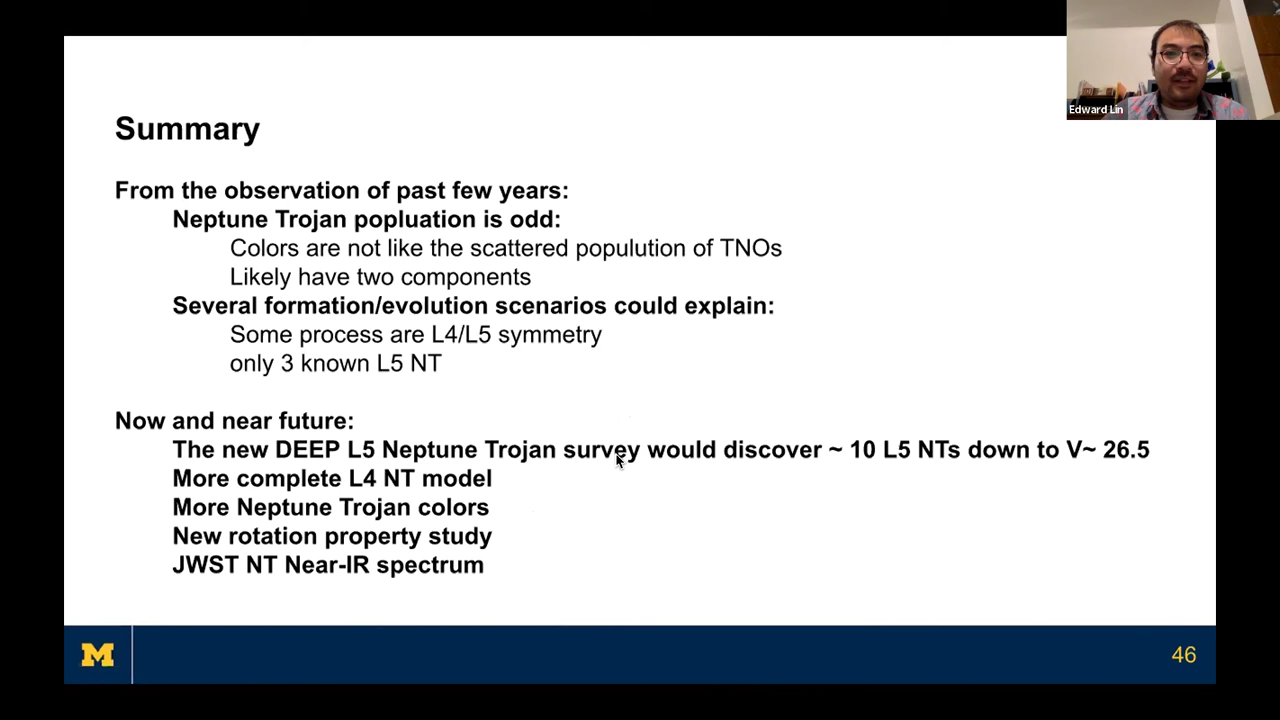 Edward Lin
Summary
From the observation of past few years:
Neptune Trojan popluation is odd:
Colors are not like the scattered populution of TNOs
Likely have two components
Several formation/evolution scenarios could explain:
Some process are L4/L5 symmetry
only 3 known L5 NT
Now and near future:
The new DEEP L5 Neptune Trojan survey would discover ~ 10 L5 NTs down to V~ 26.5
More complete L4 NT model
More Neptune Trojan colors
New rotation property study
JWST NT Near-IR spectrum
M
46